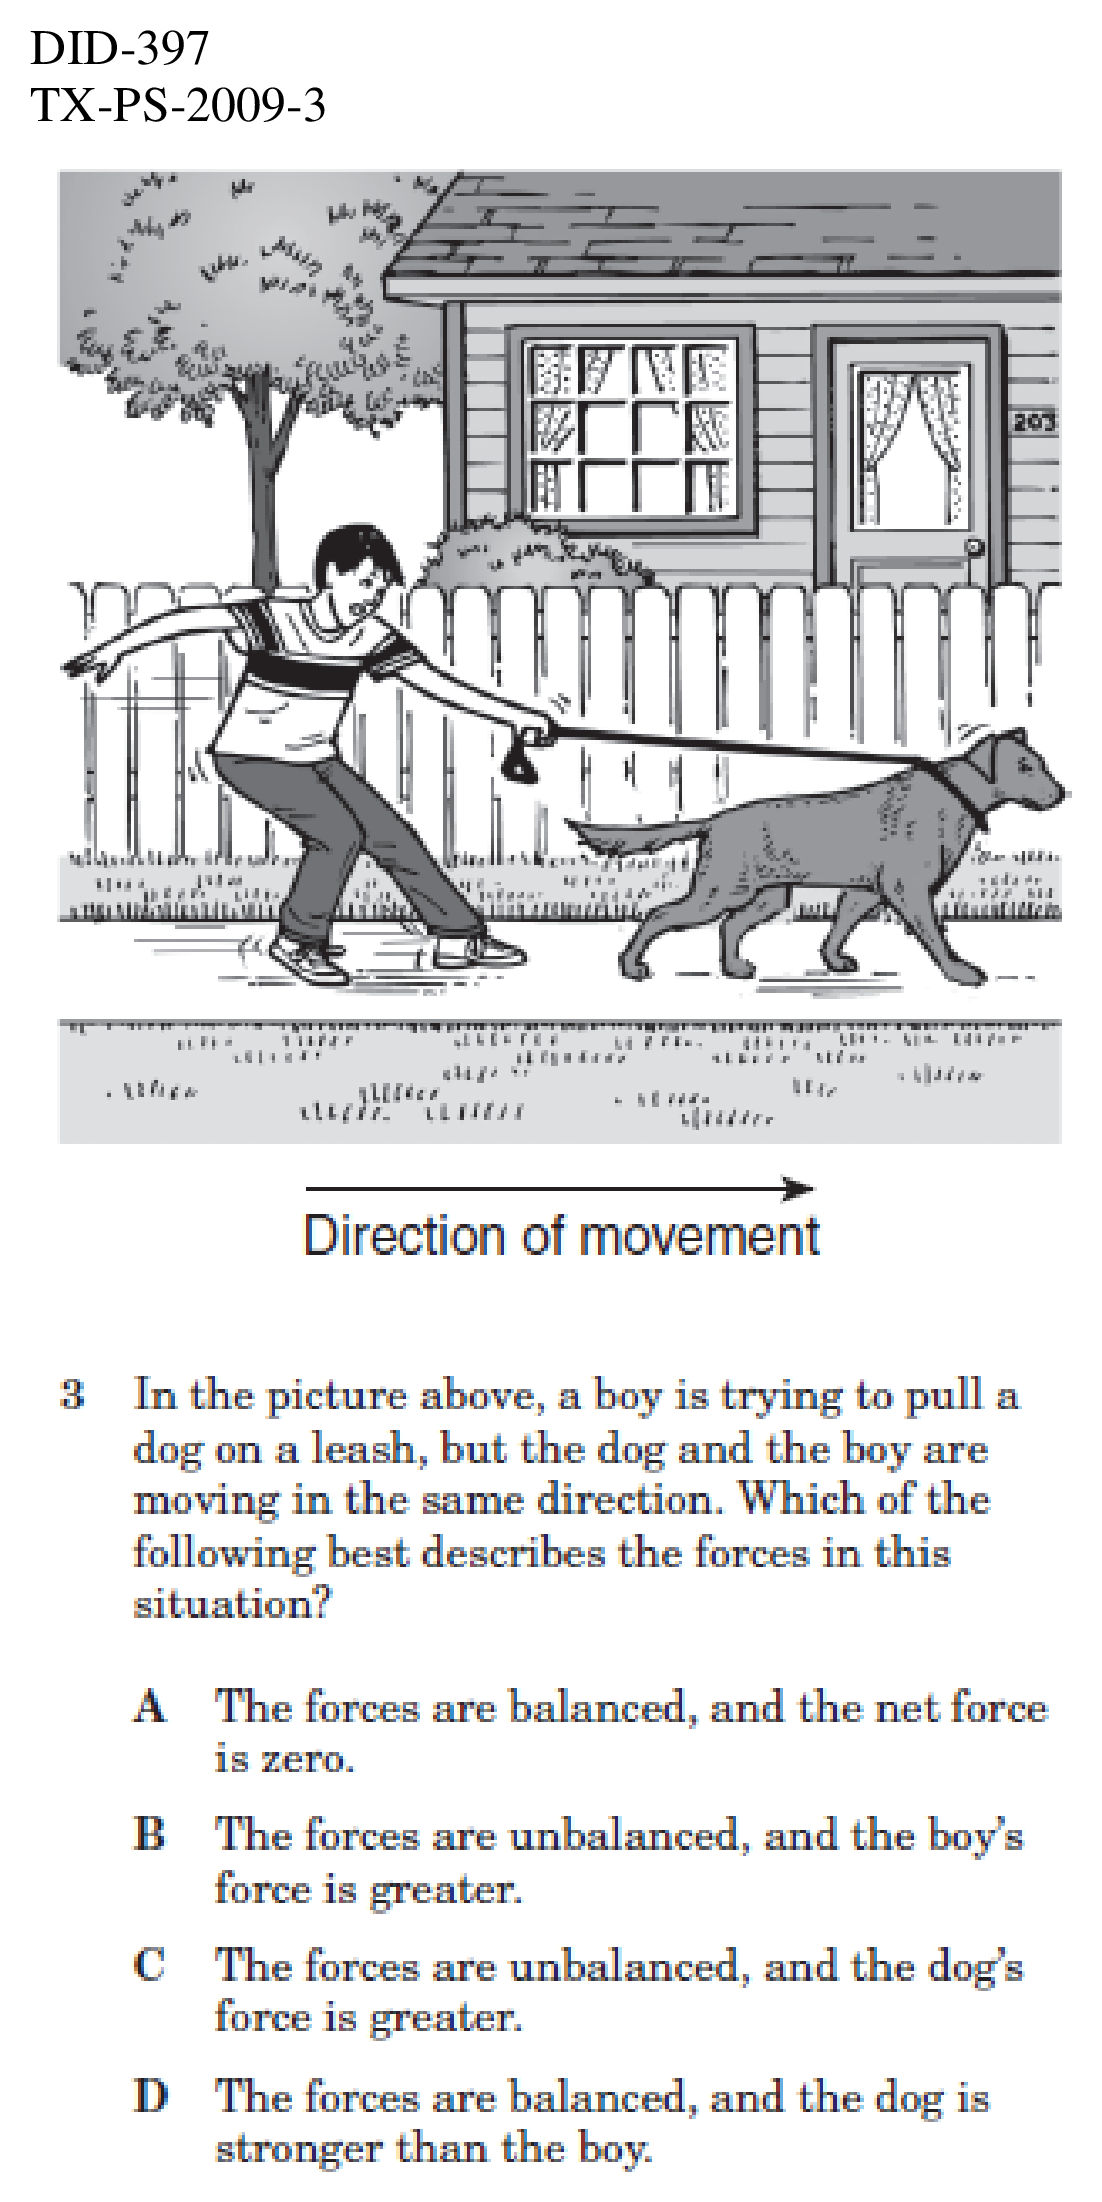 DID-397
TX-PS-2009-3
203
Direction of movement
3 In the picture above, a boy is trying to pull a
dog on a leash, but the dog and the boy are
moving in the same direction. Which of the
following best describes the forces in this
situation?
A The forces are balanced, and the net force
is zero.
B The forces are unbalanced, and the boy's
force is greater.
C The forces are unbalanced, and the dog's
force is greater.
D The forces are balanced, and the dog is
stronger than the boy.